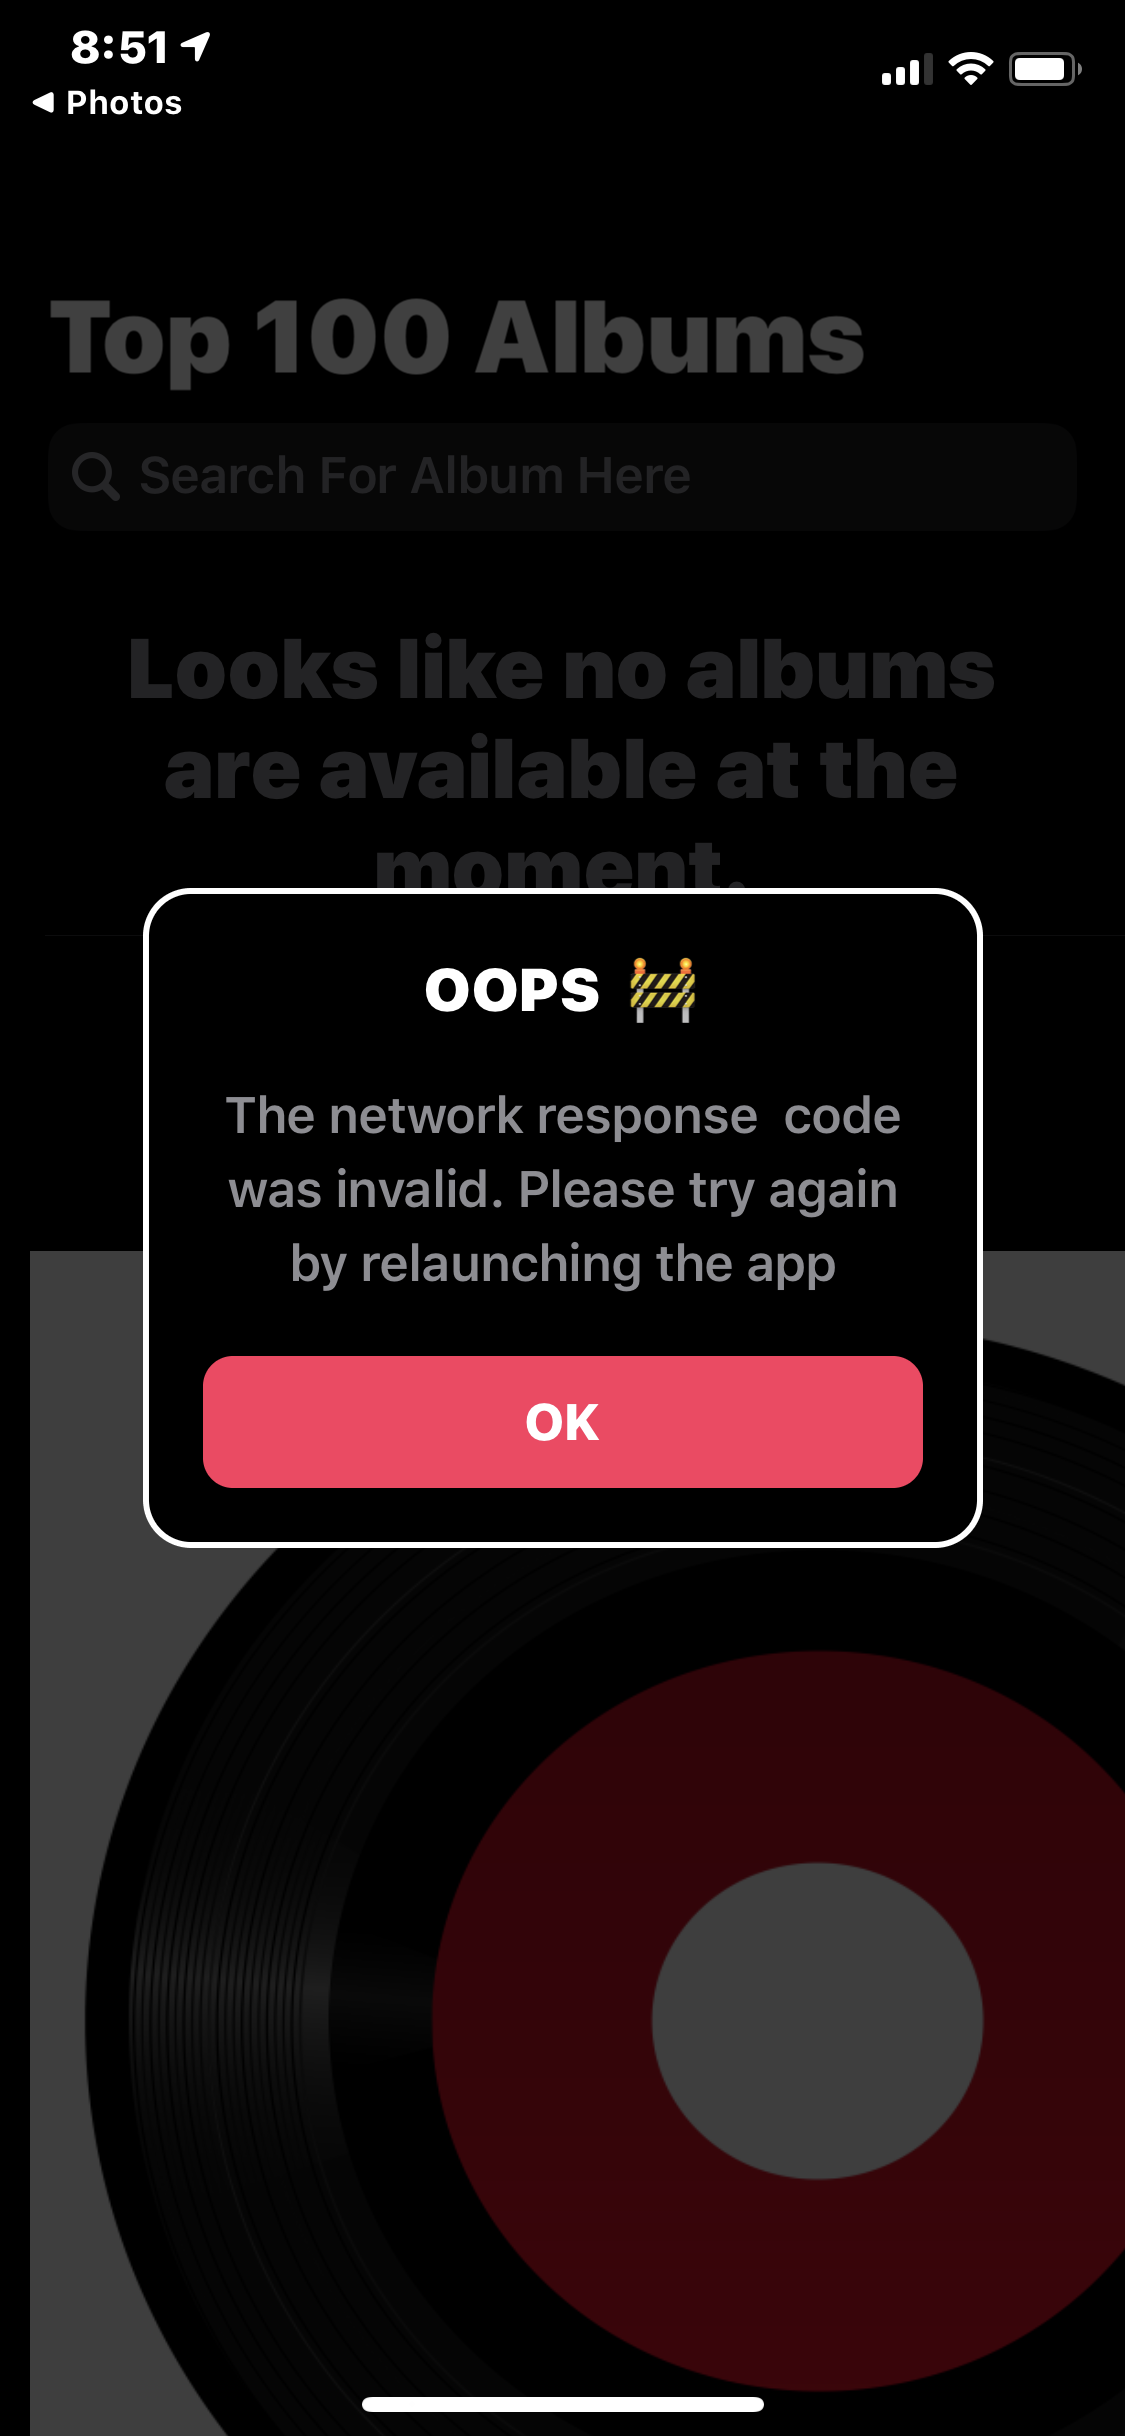 8:51
Photos
Top 100 Albums
Search For Album Here
Looks like no albums
are available at the
moment.
OOPS 🚧
The network response  code
was invalid. Please try again
by relaunching the app
OK